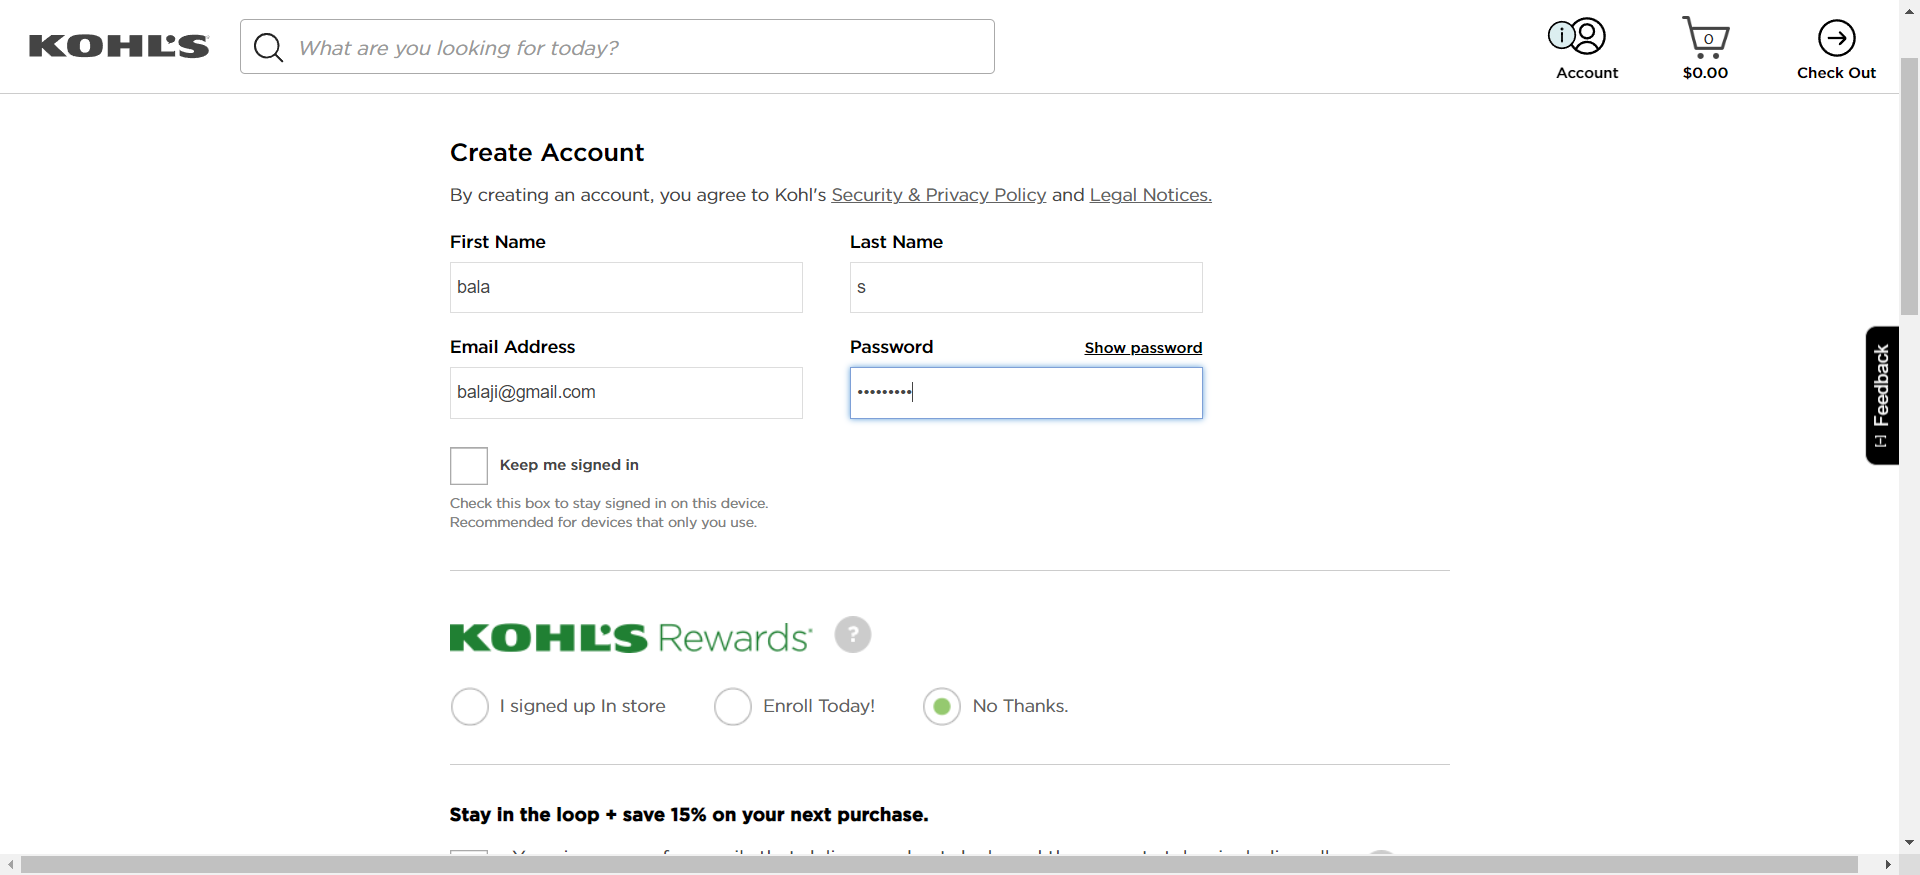 KOHL'S
What are you looking for today?
i
Account
0
$0.00
Check Out
Create Account
By creating an account, you agree to Kohl's Security & Privacy Policy and Legal Notices.
First Name
Last Name
bala
s
Email Address
Password
Show password
balaji@gmail.com
•••••••••
Keep me signed in
Check this box to stay signed in on this device.
Recommended for devices that only you use.
[-] Feedback
KOHL'S Rewards
?
I signed up In store
Enroll Today!
No Thanks.
Stay in the loop + save 15% on your next purchase.